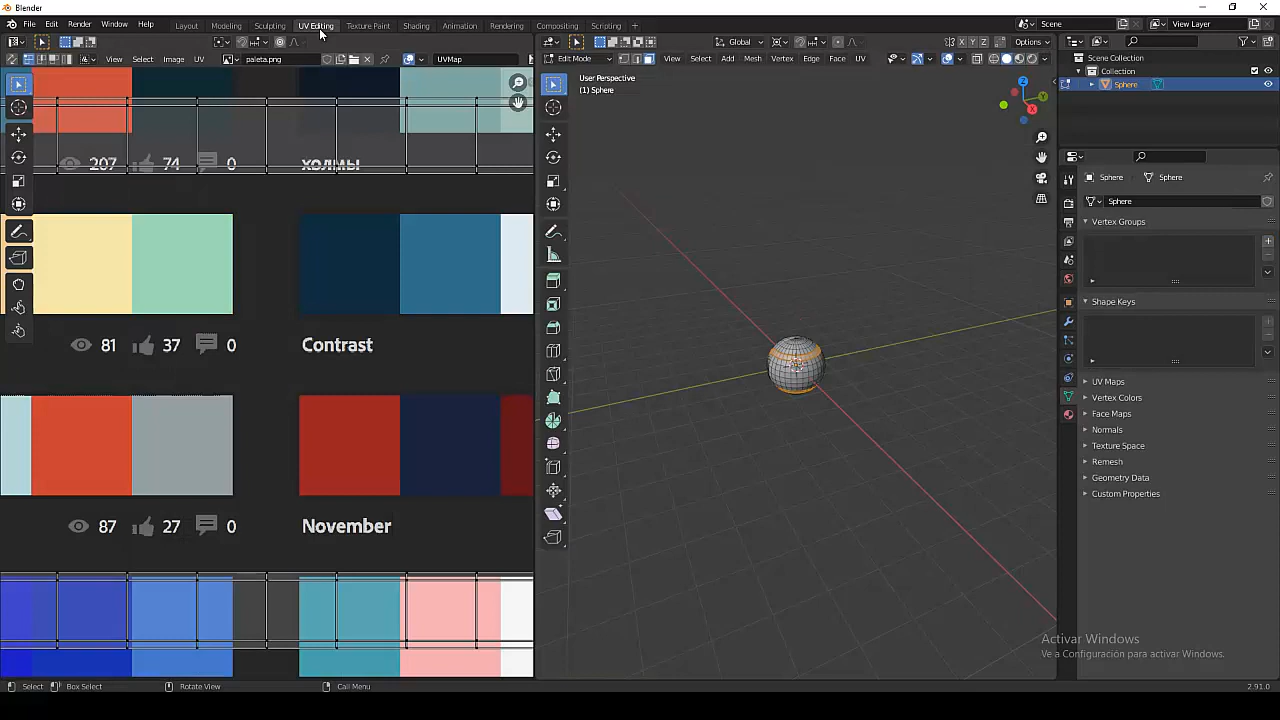 Blender
File Edit Render Window Help Layout Modeling Sculpting UV Editing Texture Paint Shading Animation Rendering Compositing Scripting + Scene View Layer
Global Options
View Select Image UV paleta.png UVMap
Edit Mode View Select Add Mesh Vertex Edge Face UV
Scene Collection
Collection
Sphere
User Perspective
(1) Sphere
X Y Z
207 74 0 холмы
81 37 0
Contrast
87 27 0
November
Sphere Sphere
Sphere
Vertex Groups
Shape Keys
UV Maps
Vertex Colors
Face Maps
Normals
Texture Space
Remesh
Geometry Data
Custom Properties
Activar Windows
Ve a Configuración para activar Windows.
Select Box Select Rotate View Call Menu 2.91.0